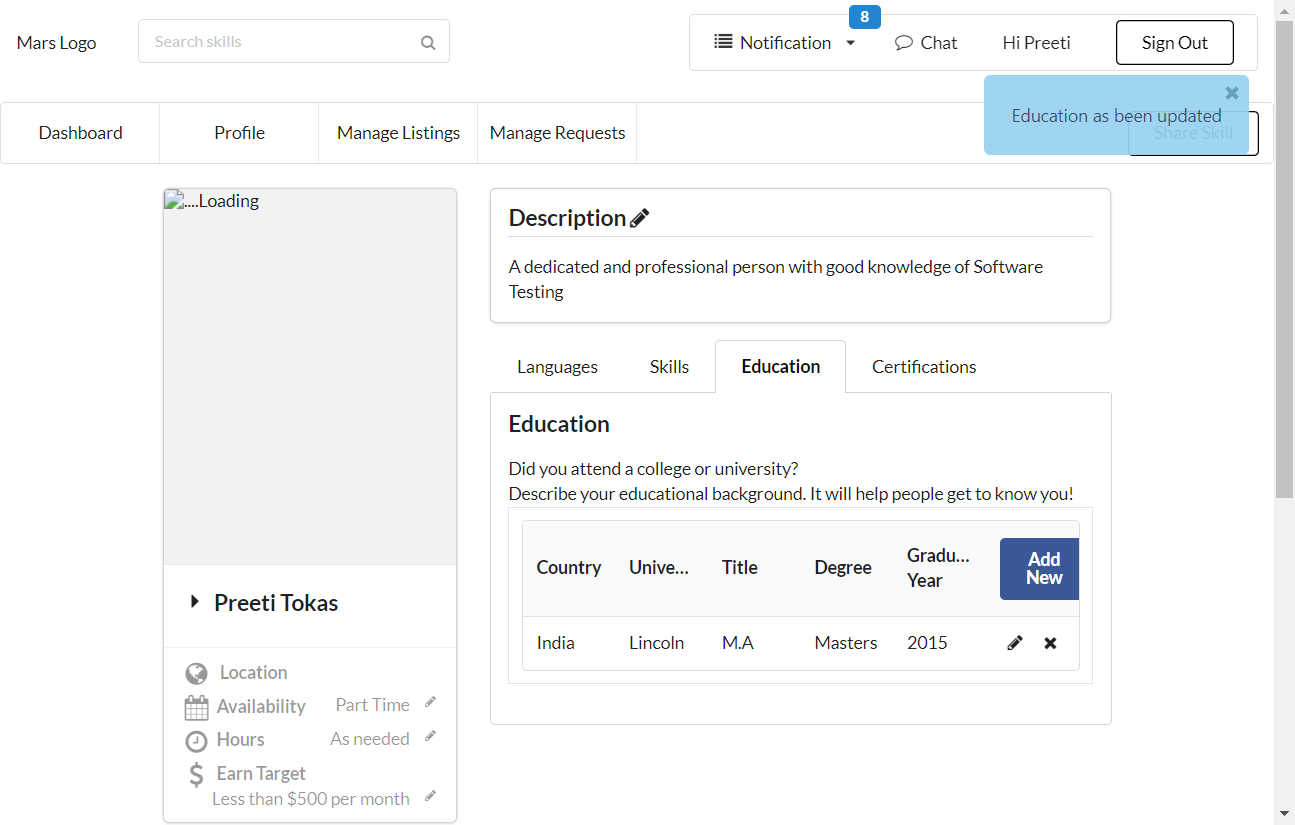 8
Mars Logo
Search skills
Notification
Chat
Hi Preeti
Sign Out
Education as been updated
Dashboard
Profile
Manage Listings
Manage Requests
Share Skill
....Loading
Description
A dedicated and professional person with good knowledge of Software
Testing
Languages
Skills
Education
Certifications
Education
Did you attend a college or university?
Describe your educational background. It will help people get to know you!
Country
Unive...
Title
Degree
Gradu...
Year
Add
New
India
Lincoln
M.A
Masters
2015
Preeti Tokas
Location
Availability
Part Time
Hours
As needed
Earn Target
Less than $500 per month